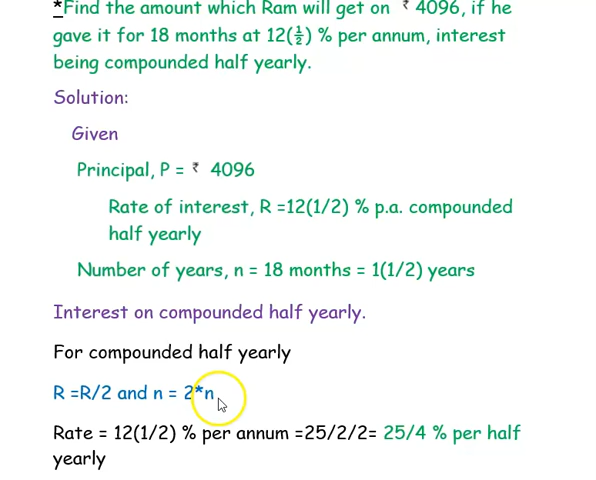 *Find the amount which Ram will get on ₹ 4096, if he
gave it for 18 months at 12(½) % per annum, interest
being compounded half yearly.
Solution:
Given
Principal, P = ₹ 4096
Rate of interest, R =12(1/2) % p.a. compounded
half yearly
Number of years, n = 18 months = 1(1/2) years
Interest on compounded half yearly.
For compounded half yearly
R =R/2 and n = 2*n
Rate = 12(1/2) % per annum =25/2/2= 25/4 % per half
yearly